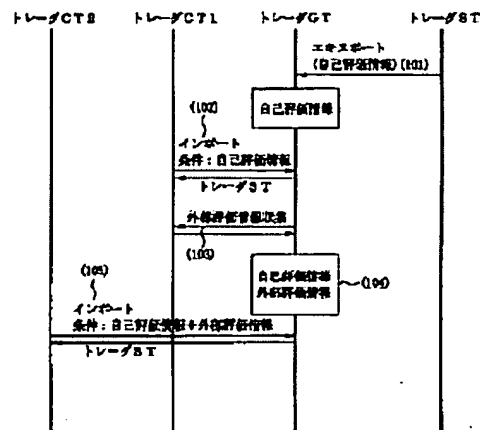 トレーダCT2 トレーダCT1 トレーダGT トレーダST
エキスポート
(自己評価情報)(101)
自己評価情報
(102)
インポート
条件：自己評価情報
トレーダST
外部評価情報収集
(103)
自己評価情報
外部評価情報
(104)
(105)
インポート
条件：自己評価情報+外部評価情報
トレーダST